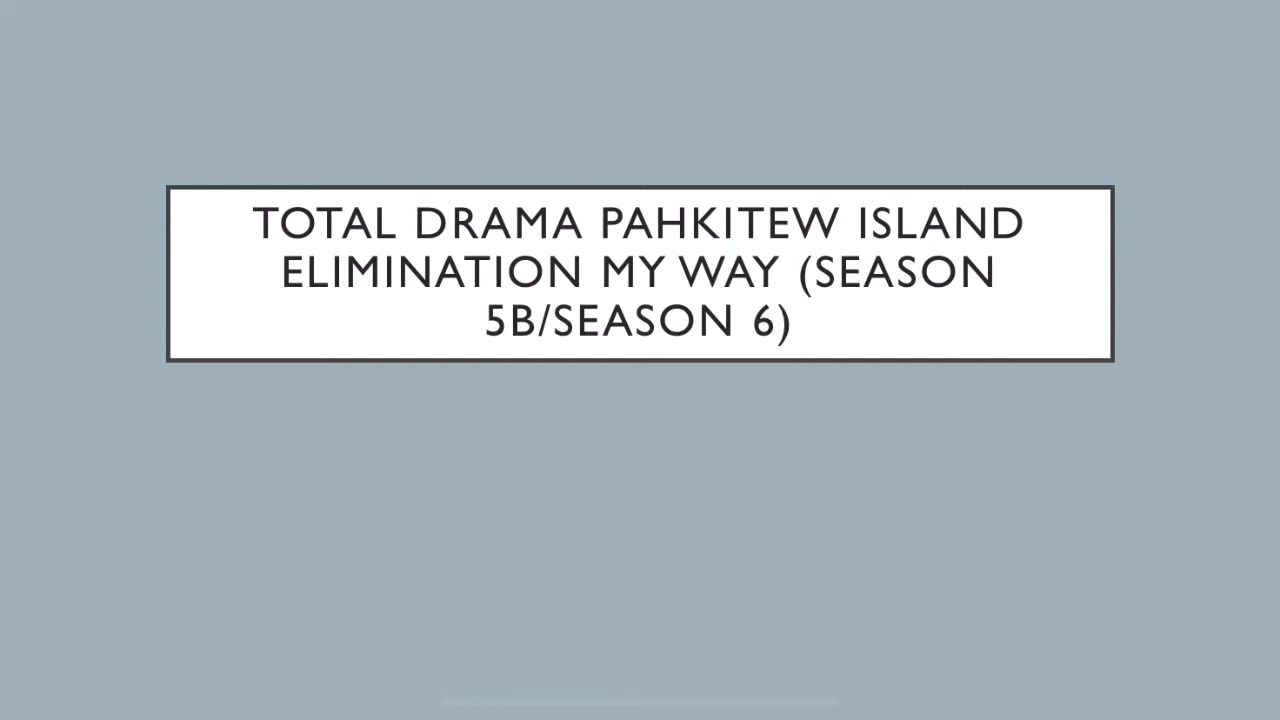 TOTAL DRAMA PAHKITEW ISLAND
ELIMINATION MY WAY (SEASON
5B/SEASON 6)